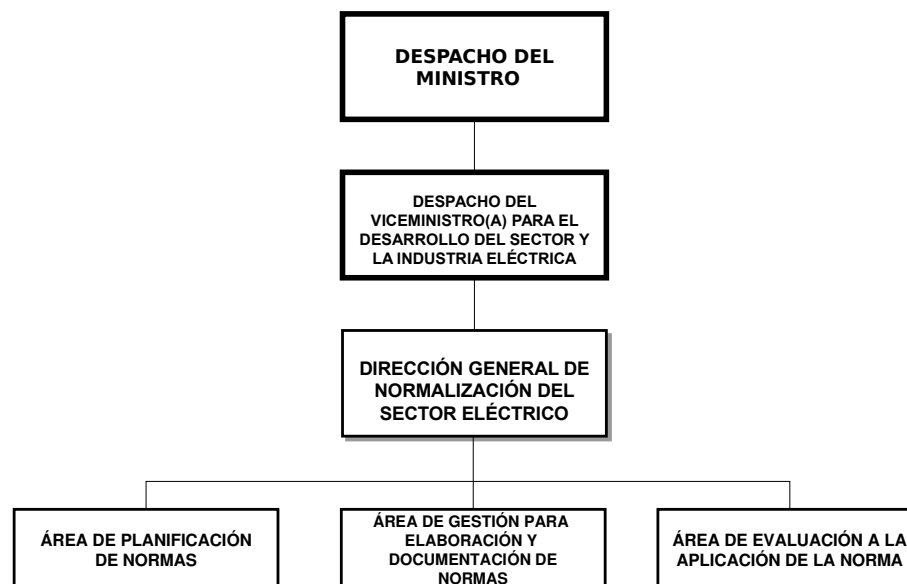 DESPACHO DEL
MINISTRO
DESPACHO DEL
VICEMINISTRO(A) PARA EL
DESARROLLO DEL SECTOR Y
LA INDUSTRIA ELÉCTRICA
DIRECCIÓN GENERAL DE
NORMALIZACIÓN DEL
SECTOR ELÉCTRICO
ÁREA DE PLANIFICACIÓN
DE NORMAS
ÁREA DE GESTIÓN PARA
ELABORACIÓN Y
DOCUMENTACIÓN DE
NORMAS
ÁREA DE EVALUACIÓN A LA
APLICACIÓN DE LA NORMA